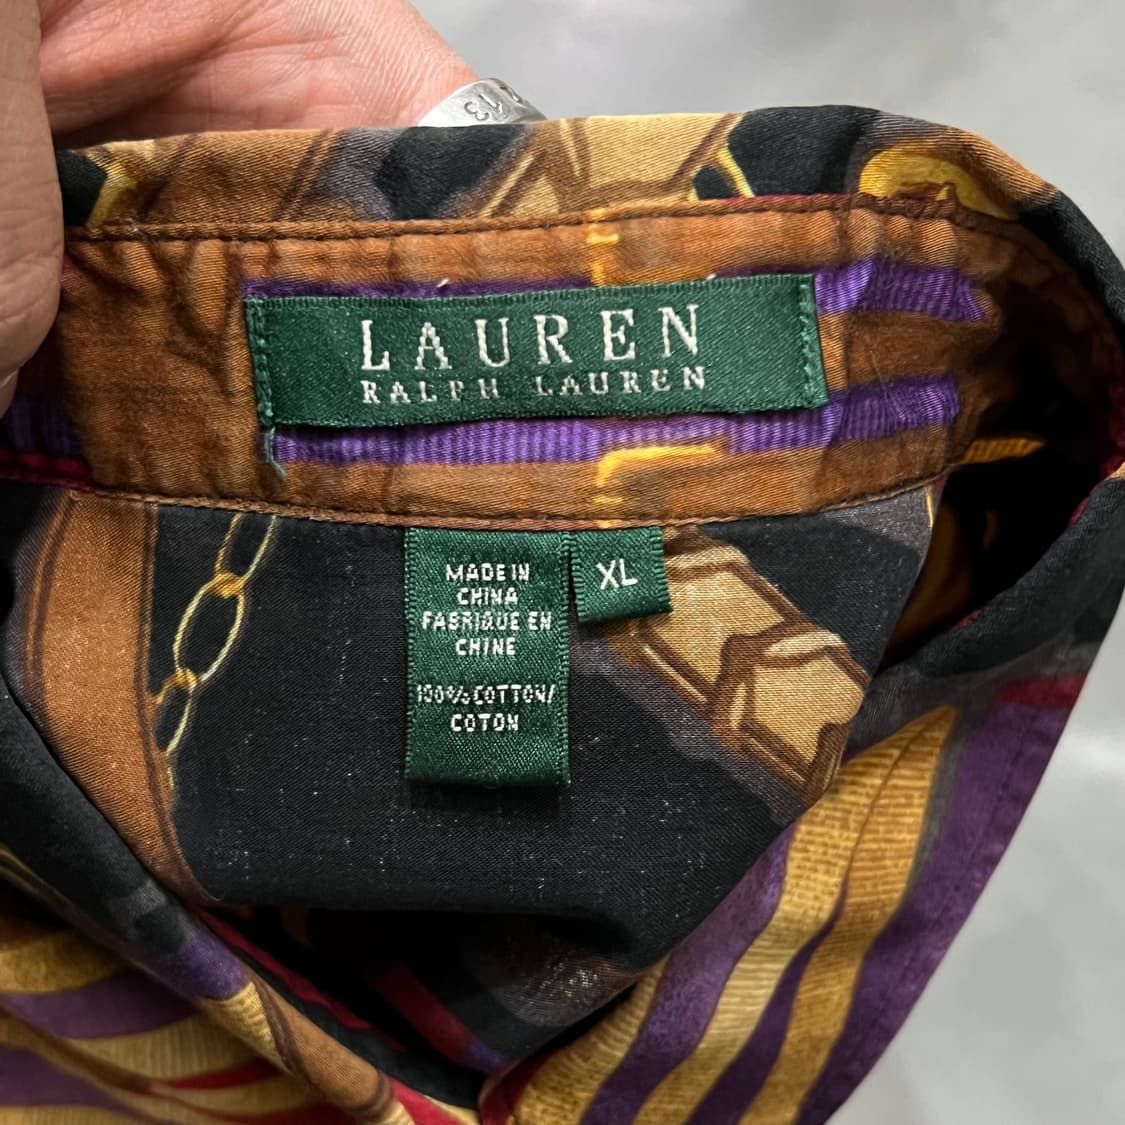 LAUREN
RALPH LAUREN
MADE IN
CHINA
FABRIQUE EN
CHINE
100% COTTON/
COTON
XL